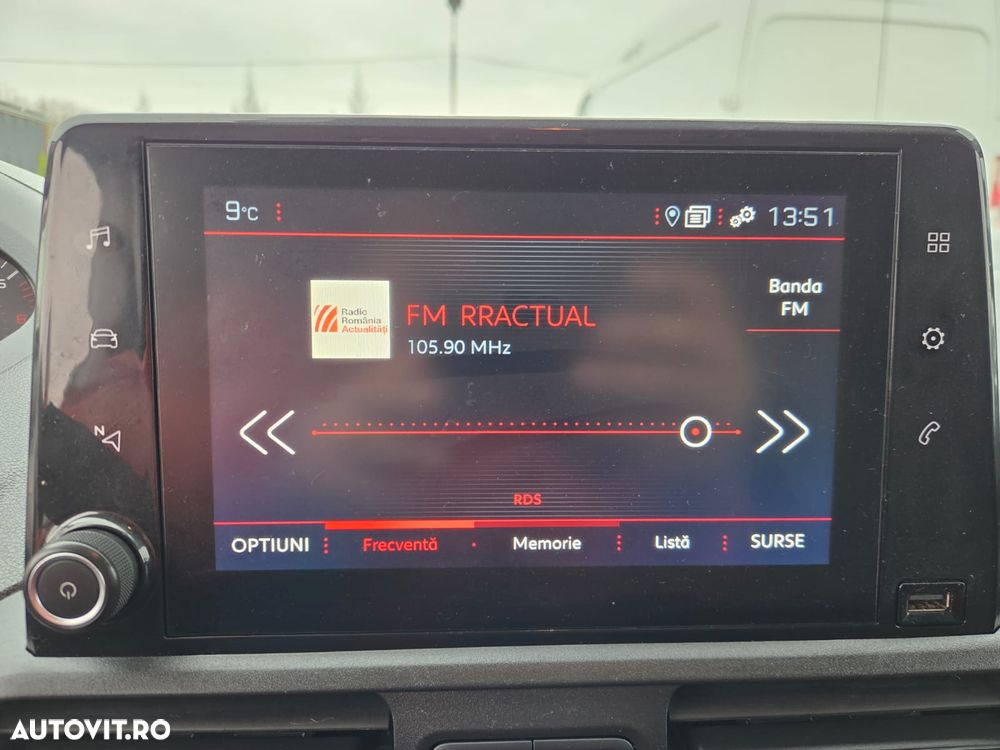 9°C
13:51
Banda
FM
Radio
România
Actualități
FM RRACTUAL
105.90 MHz
N
RDS
OPTIUNI
Frecventă
Memorie
Listă
SURSE
AUTOVIT.RO